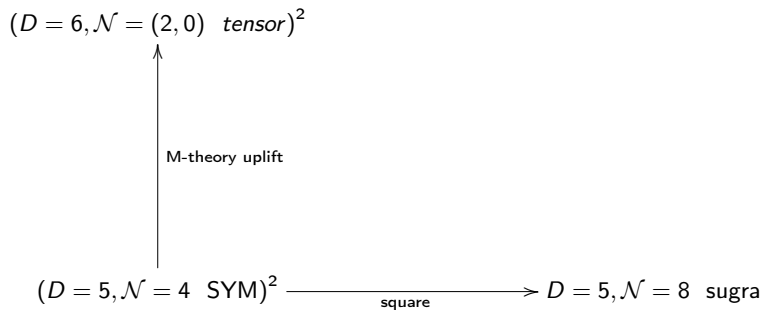 (D = 6, 𝒩 = (2, 0) tensor)²
M-theory uplift
(D = 5, 𝒩 = 4 SYM)²
square
D = 5, 𝒩 = 8 sugra